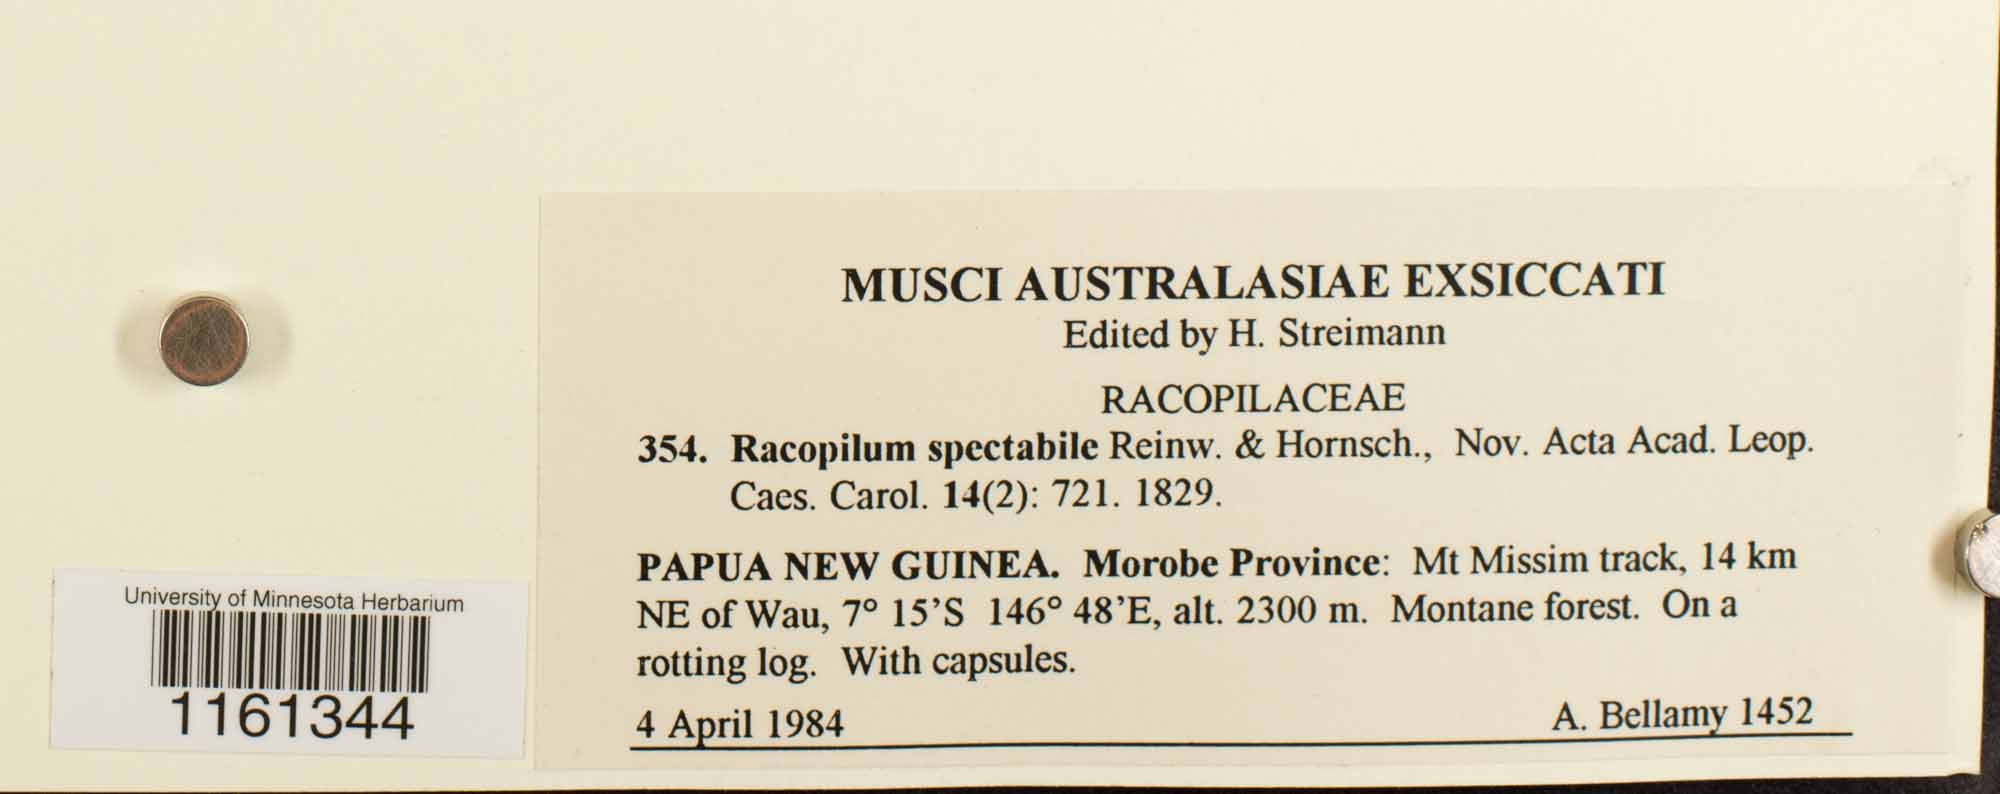 MUSCI AUSTRALASIAE EXSICCATI
Edited by H. Streimann
RACOPILACEAE
354. Racopilum spectabile Reinw. & Hornsch., Nov. Acta Acad. Leop.
Caes. Carol. 14(2): 721. 1829.
PAPUA NEW GUINEA. Morobe Province: Mt Missim track, 14 km
NE of Wau, 7° 15'S 146° 48'E, alt. 2300 m. Montane forest. On a
rotting log. With capsules.
4 April 1984 A. Bellamy 1452
University of Minnesota Herbarium
1161344